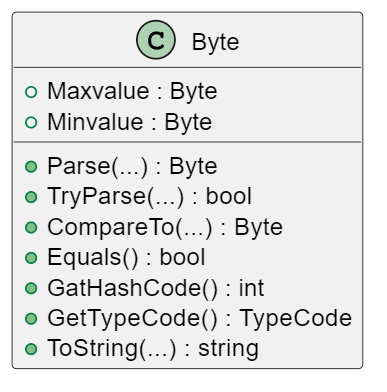 C Byte
Maxvalue : Byte
Minvalue : Byte
Parse(...) : Byte
TryParse(...) : bool
CompareTo(...) : Byte
Equals() : bool
GatHashCode() : int
GetTypeCode() : TypeCode
ToString(...) : string